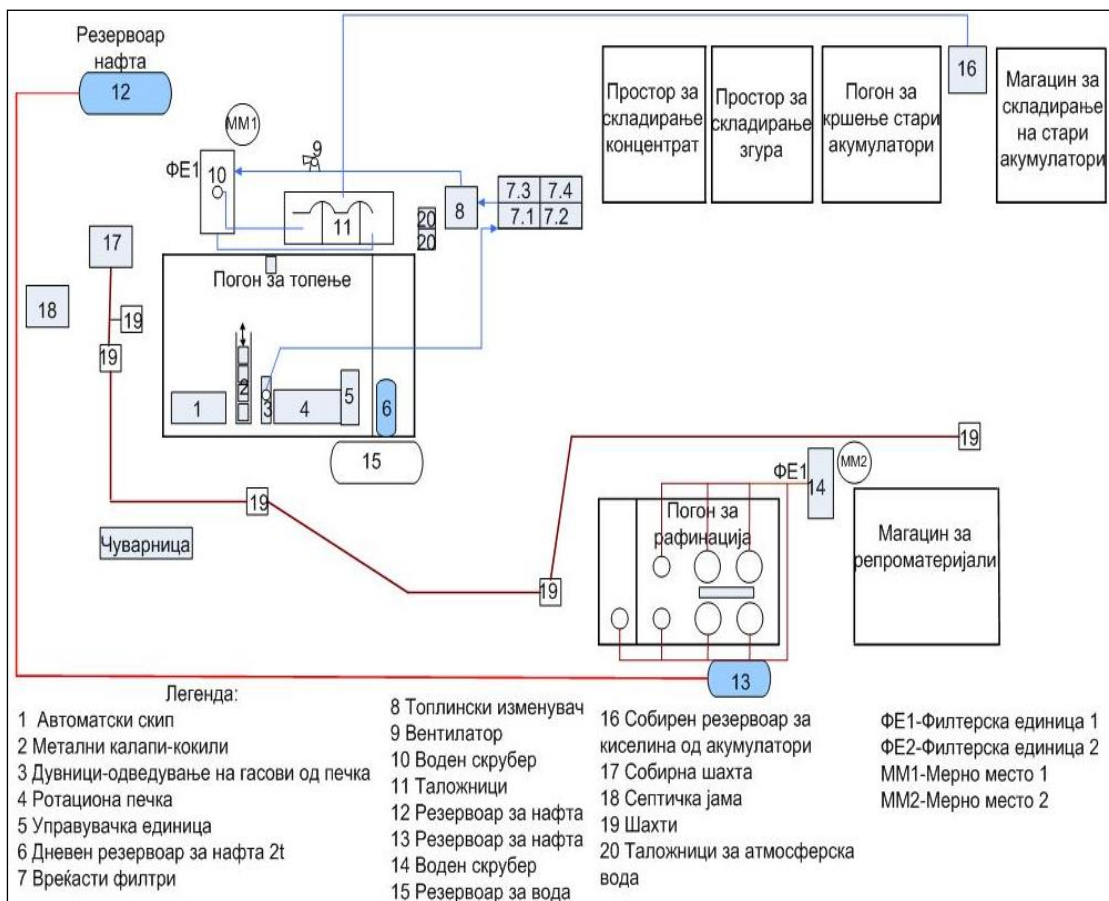 Резервоар
нафта
12
ММ1
ФЕ1
10
9
11
20
20
8
7.3
7.4
7.1
7.2
16
Простор за
складирање
концентрат
Простор за
складирање
згура
Погон за
кршење стари
акумулатори
Магацин за
складирање
на стари
акумулатори
17
18
19
19
Погон за топење
1
2
3
4
5
6
15
19
Чуварница
19
19
ФЕ1
14
ММ2
Погон за
рафинација
Магацин за
репроматеријали
13
Легенда:
1 Автоматски скип
2 Метални калапи-кокили
3 Дувници-одведување на гасови од печка
4 Ротациона печка
5 Управувачка единица
6 Дневен резервоар за нафта 2t
7 Вреќасти филтри
8 Топлински изменувач
9 Вентилатор
10 Воден скрубер
11 Таложници
12 Резервоар за нафта
13 Резервоар за нафта
14 Воден скрубер
15 Резервоар за вода
16 Собирен резервоар за
киселина од акумулатори
17 Собирна шахта
18 Септичка јама
19 Шахти
20 Таложници за атмосферска
вода
ФЕ1-Филтерска единица 1
ФЕ2-Филтерска единица 2
ММ1-Мерно место 1
ММ2-Мерно место 2